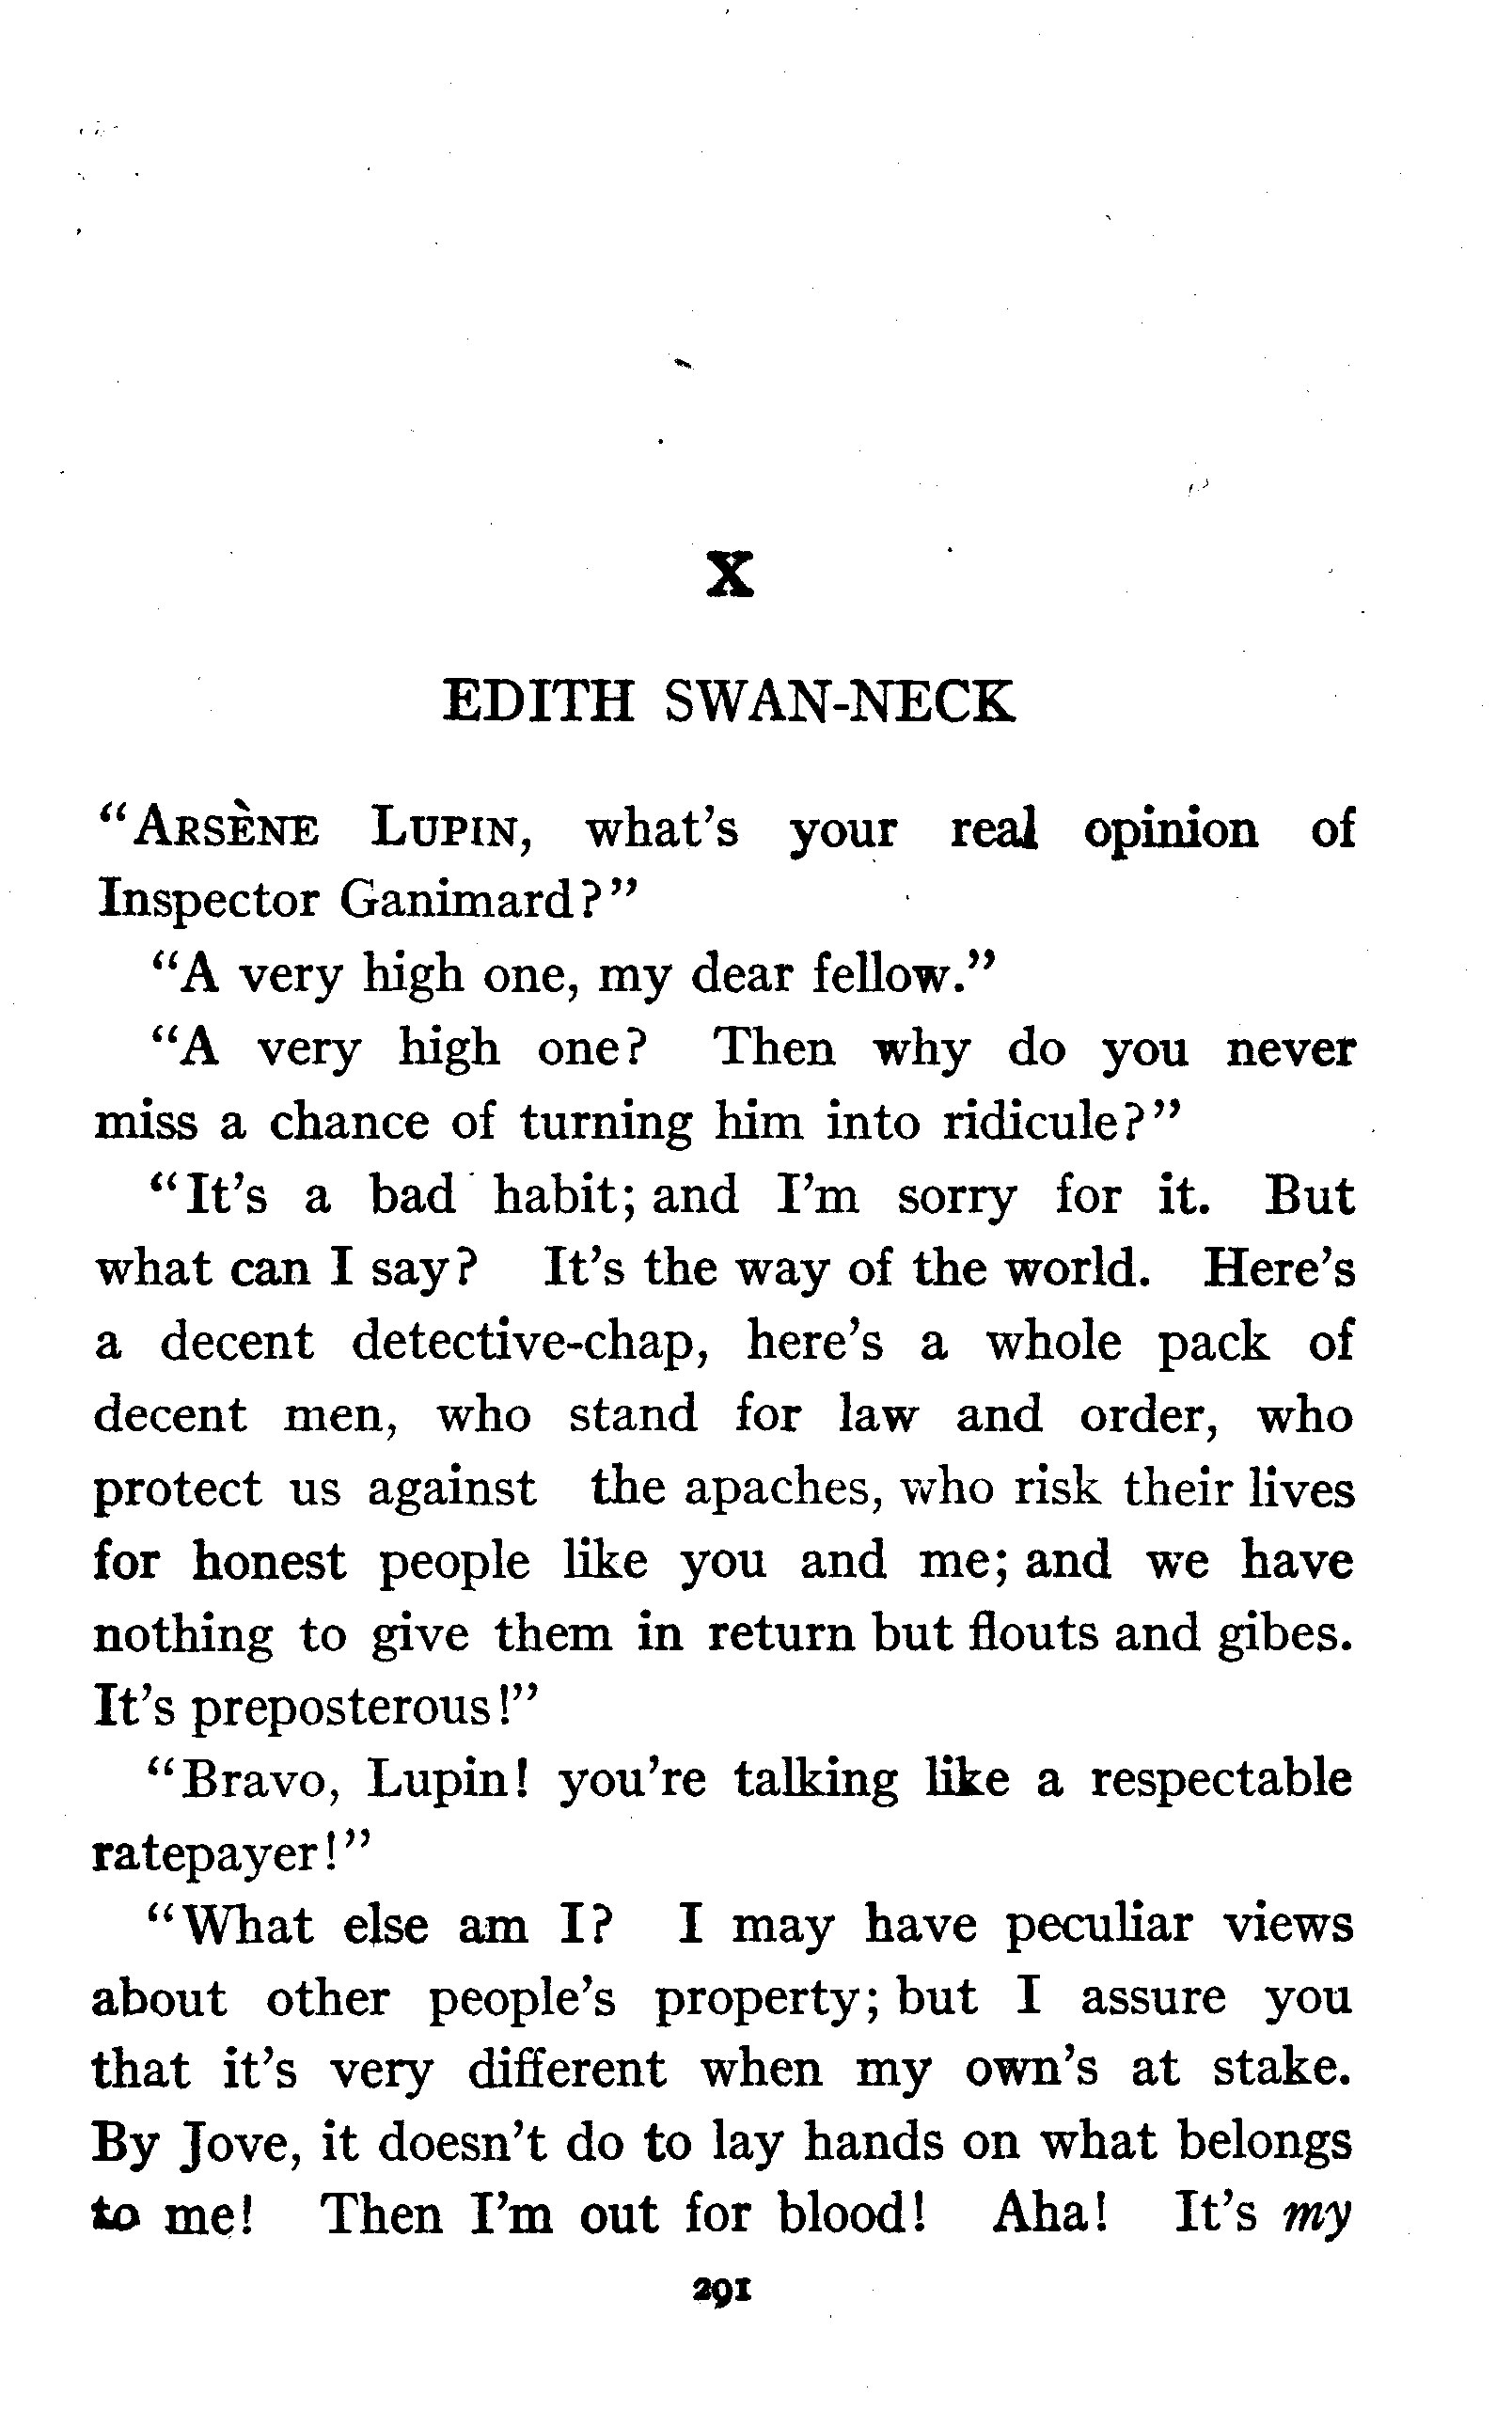 X
EDITH SWAN-NECK
“ARSÈNE LUPIN, what’s your real opinion of
Inspector Ganimard?”
“A very high one, my dear fellow.”
“A very high one? Then why do you never
miss a chance of turning him into ridicule?”
“It’s a bad habit; and I’m sorry for it. But
what can I say? It’s the way of the world. Here’s
a decent detective-chap, here’s a whole pack of
decent men, who stand for law and order, who
protect us against the apaches, who risk their lives
for honest people like you and me; and we have
nothing to give them in return but flouts and gibes.
It’s preposterous!”
“Bravo, Lupin! you’re talking like a respectable
ratepayer!”
“What else am I? I may have peculiar views
about other people’s property; but I assure you
that it’s very different when my own’s at stake.
By Jove, it doesn’t do to lay hands on what belongs
to me! Then I’m out for blood! Aha! It’s my
291